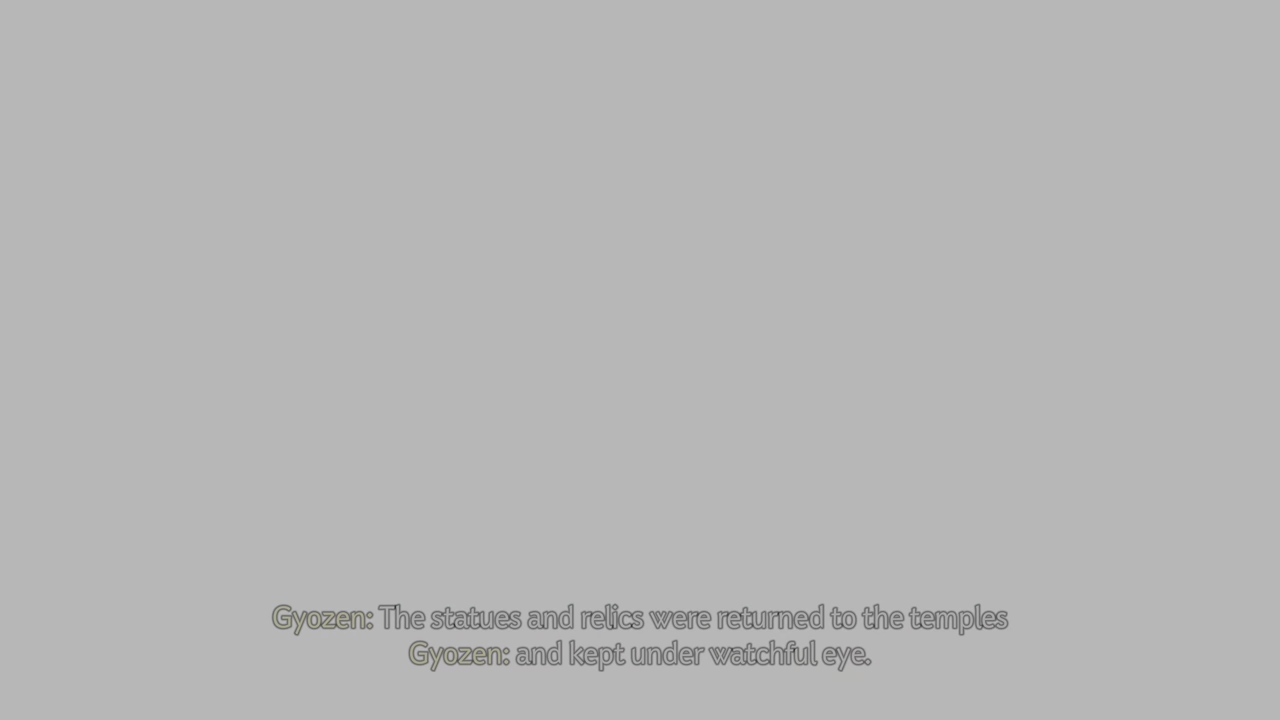 Gyozen: The statues and relics were returned to the temples
Gyozen: and kept under watchful eye.